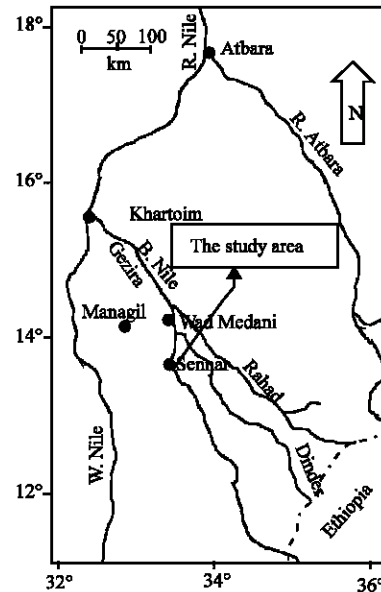 18°
0 50 100
km
R. Nile
Atbara
N
R. Atbara
16°
Khartoim
Gezira
B. Nile
The study area
Managil
Wad Medani
14°
Sennar
Rahad
W. Nile
Dindes
12°
Ethiopia
32°
34°
36°